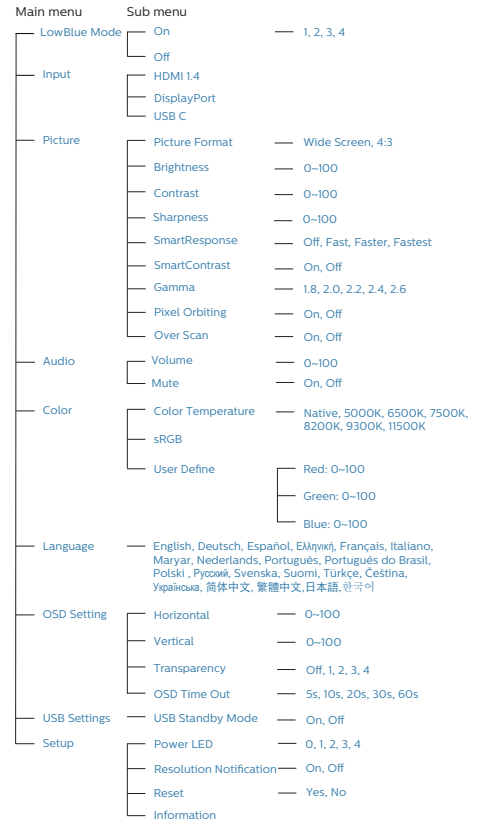 Main menu Sub menu
LowBlue Mode On 1, 2, 3, 4
Off
Input HDMI 1.4
DisplayPort
USB C
Picture Picture Format Wide Screen, 4:3
Brightness 0~100
Contrast 0~100
Sharpness 0~100
SmartResponse Off, Fast, Faster, Fastest
SmartContrast On, Off
Gamma 1.8, 2.0, 2.2, 2.4, 2.6
Pixel Orbiting On, Off
Over Scan On, Off
Audio Volume 0~100
Mute On, Off
Color Color Temperature Native, 5000K, 6500K, 7500K,
8200K, 9300K, 11500K
sRGB
User Define Red: 0~100
Green: 0~100
Blue: 0~100
Language English, Deutsch, Español, Ελληνική, Français, Italiano,
Maryar, Nederlands, Português, Português do Brasil,
Polski , Русский, Svenska, Suomi, Türkçe, Čeština,
Українська, 简体中文, 繁體中文,日本語,한국어
OSD Setting Horizontal 0~100
Vertical 0~100
Transparency Off, 1, 2, 3, 4
OSD Time Out 5s, 10s, 20s, 30s, 60s
USB Settings USB Standby Mode On, Off
Setup Power LED 0, 1, 2, 3, 4
Resolution Notification On, Off
Reset Yes, No
Information